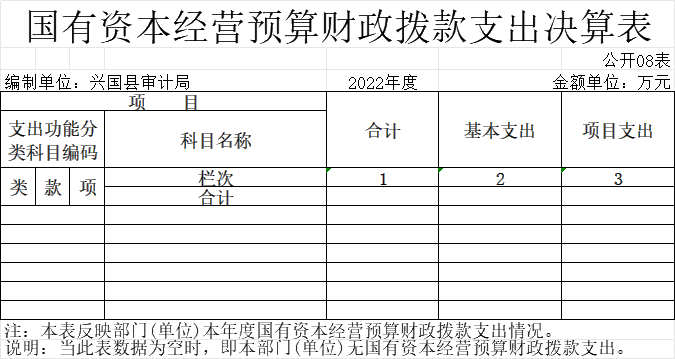 国有资本经营预算财政拨款支出决算表
公开08表
编制单位：兴国县审计局 2022年度 金额单位：万元
项 目
支出功能分
类科目编码
科目名称 合计 基本支出 项目支出
类 款 项 栏次 1 2 3
合计
注：本表反映部门(单位)本年度国有资本经营预算财政拨款支出情况。
说明：当此表数据为空时，即本部门(单位)无国有资本经营预算财政拨款支出。